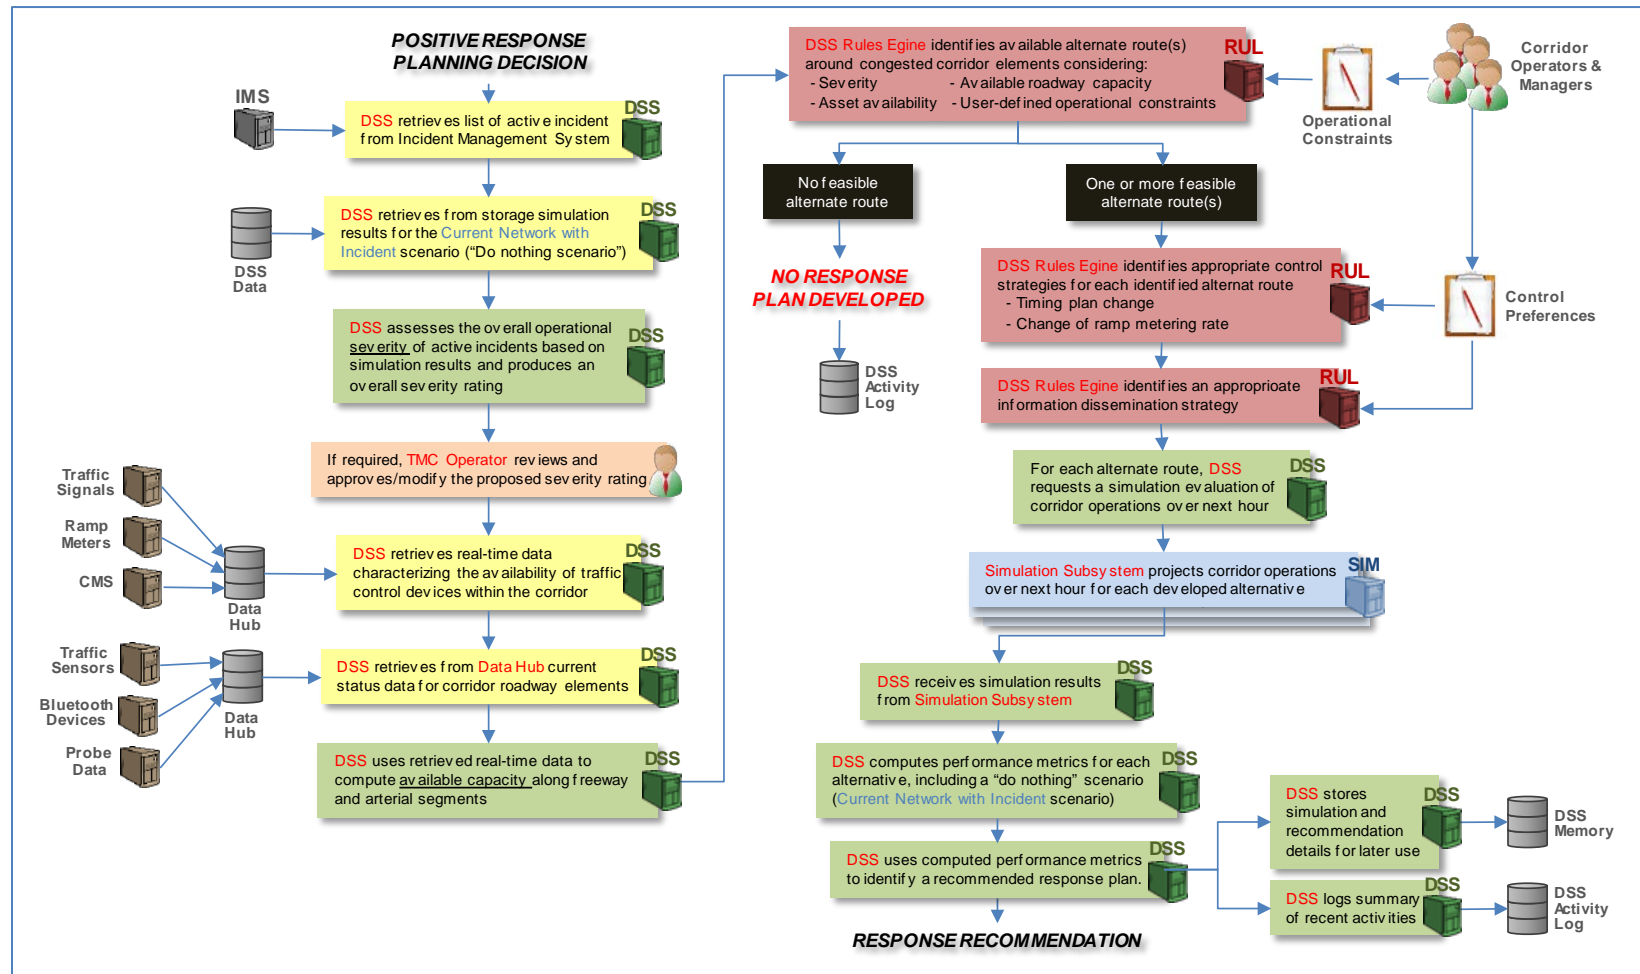 POSITIVE RESPONSE
PLANNING DECISION
IMS
DSS retrieves list of active incident
from Incident Management System
DSS
DSS retrieves from storage simulation
results for the Current Network with
Incident scenario (“Do nothing scenario”)
DSS
DSS
Data
DSS assesses the overall operational
severity of active incidents based on
simulation results and produces an
overall severity rating
DSS
If required, TMC Operator reviews and
approves/modify the proposed severity rating
Traffic
Signals
Ramp
Meters
CMS
Data
Hub
DSS retrieves real-time data
characterizing the availability of traffic
control devices within the corridor
DSS
Traffic
Sensors
Bluetooth
Devices
Probe
Data
Data
Hub
DSS retrieves from Data Hub current
status data for corridor roadway elements
DSS
DSS uses retrieved real-time data to
compute available capacity along freeway
and arterial segments
DSS
DSS Rules Egine identifies available alternate route(s)
around congested corridor elements considering:
- Severity - Available roadway capacity
- Asset availability - User-defined operational constraints
RUL
Operational
Constraints
Corridor
Operators &
Managers
No feasible
alternate route
One or more feasible
alternate route(s)
NO RESPONSE
PLAN DEVELOPED
DSS
Activity
Log
DSS Rules Egine identifies appropriate control
strategies for each identified alternat route
- Timing plan change
- Change of ramp metering rate
RUL
Control
Preferences
DSS Rules Egine identifies an approprioate
information dissemination strategy
RUL
For each alternate route, DSS
requests a simulation evaluation of
corridor operations over next hour
DSS
Simulation Subsystem projects corridor operations
over next hour for each developed alternative
SIM
DSS receives simulation results
from Simulation Subsystem
DSS
DSS computes performance metrics for each
alternative, including a “do nothing” scenario
(Current Network with Incident scenario)
DSS
DSS uses computed performance metrics
to identify a recommended response plan.
DSS
RESPONSE RECOMMENDATION
DSS stores
simulation and
recommendation
details for later use
DSS
DSS
Memory
DSS logs summary
of recent activities
DSS
DSS
Activity
Log